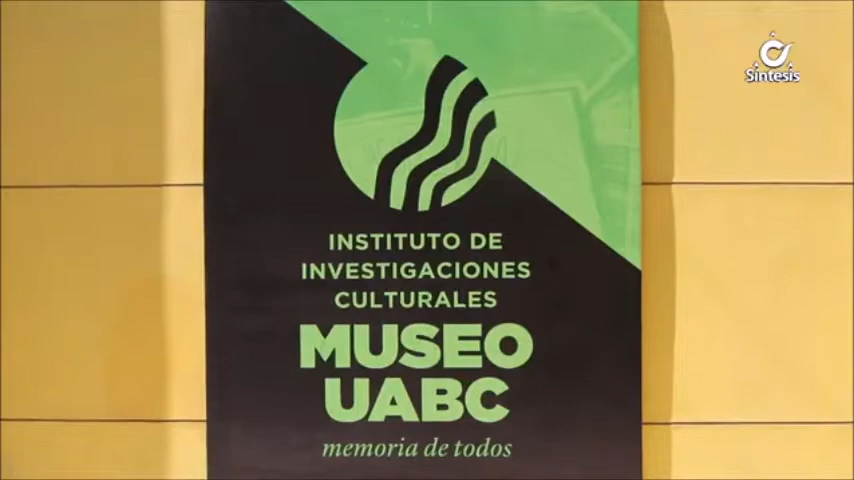 Síntesis
INSTITUTO DE
INVESTIGACIONES
CULTURALES
MUSEO
UABC
memoria de todos